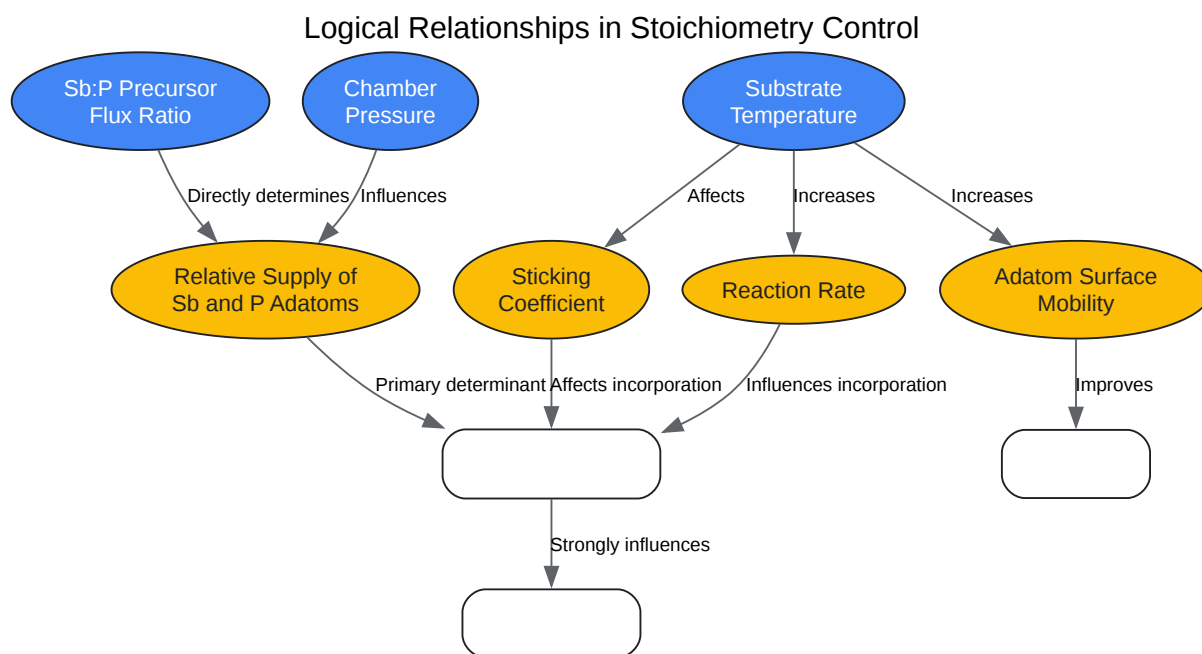 Logical Relationships in Stoichiometry Control
Sb:P Precursor
Flux Ratio
Chamber
Pressure
Substrate
Temperature
Directly determines
Influences
Affects
Increases
Increases
Relative Supply of
Sb and P Adatoms
Sticking
Coefficient
Reaction Rate
Adatom Surface
Mobility
Primary determinant
Affects incorporation
Influences incorporation
Improves
Strongly influences